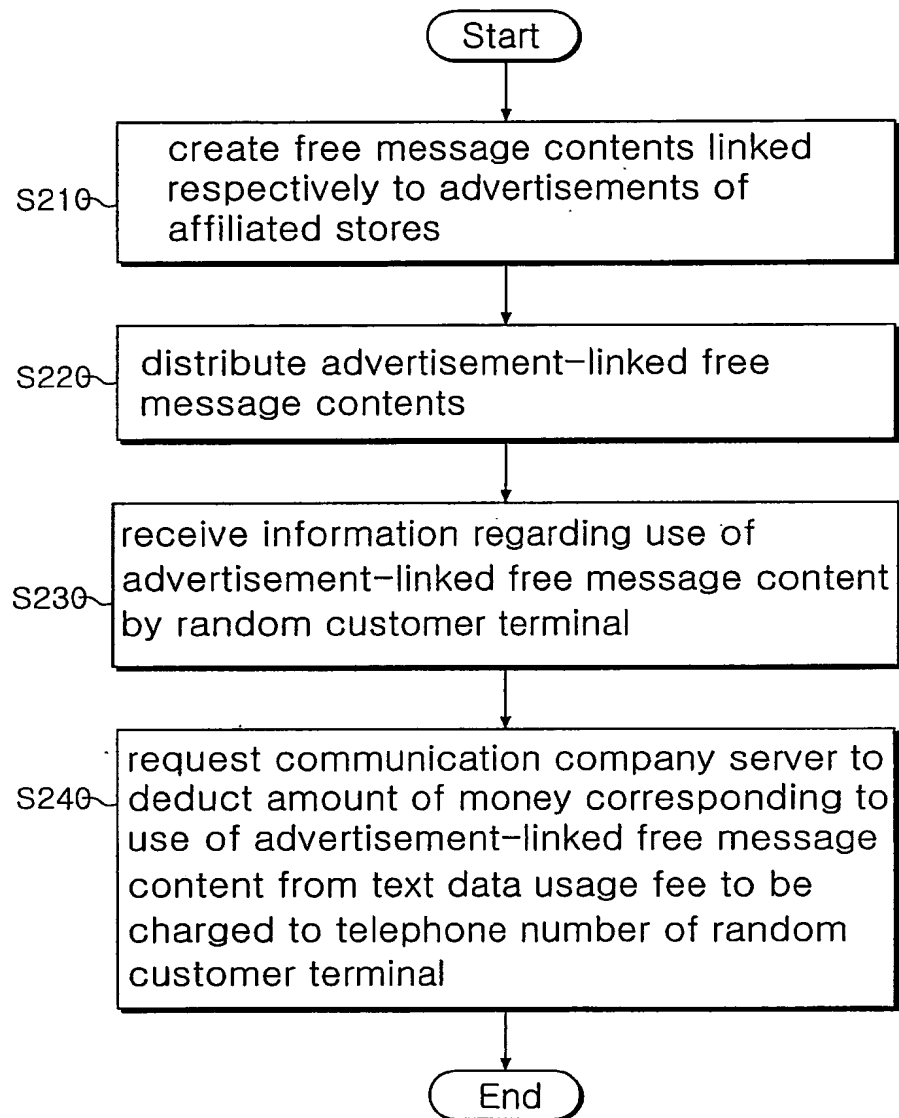 Start
create free message contents linked
respectively to advertisements of
affiliated stores
S210
distribute advertisement-linked free
message contents
S220
receive information regarding use of
advertisement-linked free message content
by random customer terminal
S230
request communication company server to
deduct amount of money corresponding to
use of advertisement-linked free message
content from text data usage fee to be
charged to telephone number of random
customer terminal
S240
End